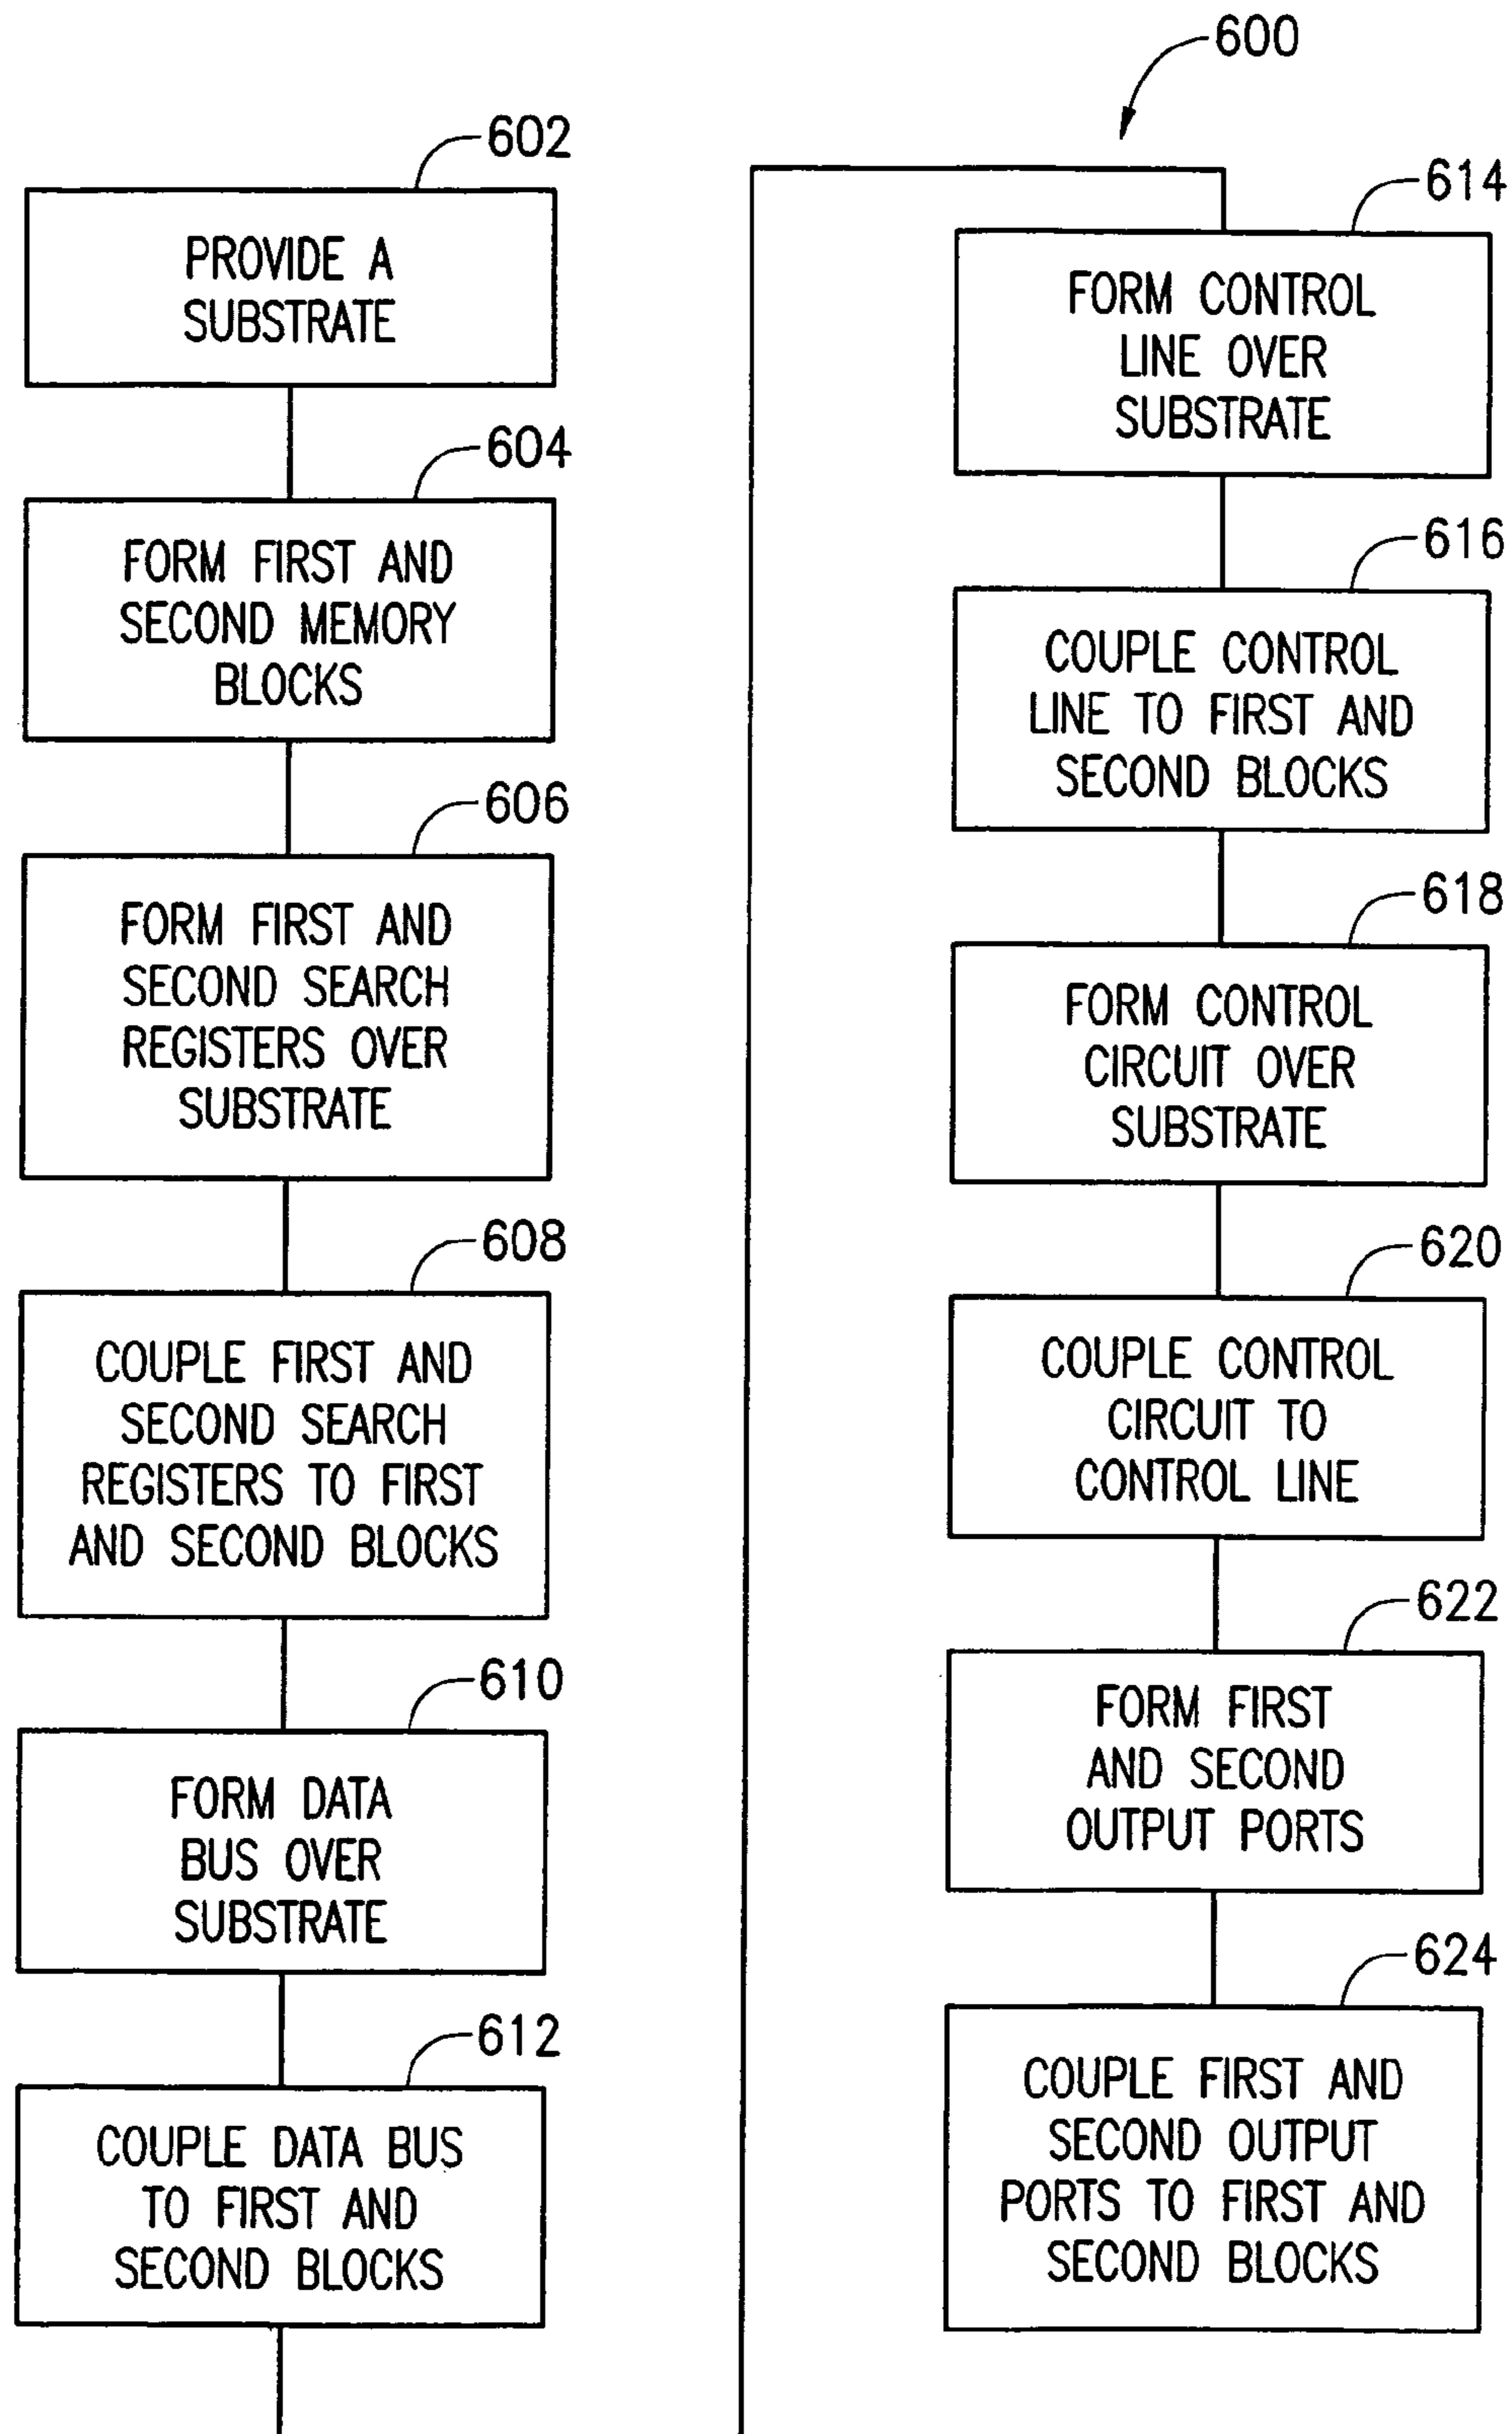 600
602
PROVIDE A
SUBSTRATE
604
FORM FIRST AND
SECOND MEMORY
BLOCKS
606
FORM FIRST AND
SECOND SEARCH
REGISTERS OVER
SUBSTRATE
608
COUPLE FIRST AND
SECOND SEARCH
REGISTERS TO FIRST
AND SECOND BLOCKS
610
FORM DATA
BUS OVER
SUBSTRATE
612
COUPLE DATA BUS
TO FIRST AND
SECOND BLOCKS
614
FORM CONTROL
LINE OVER
SUBSTRATE
616
COUPLE CONTROL
LINE TO FIRST AND
SECOND BLOCKS
618
FORM CONTROL
CIRCUIT OVER
SUBSTRATE
620
COUPLE CONTROL
CIRCUIT TO
CONTROL LINE
622
FORM FIRST
AND SECOND
OUTPUT PORTS
624
COUPLE FIRST AND
SECOND OUTPUT
PORTS TO FIRST AND
SECOND BLOCKS